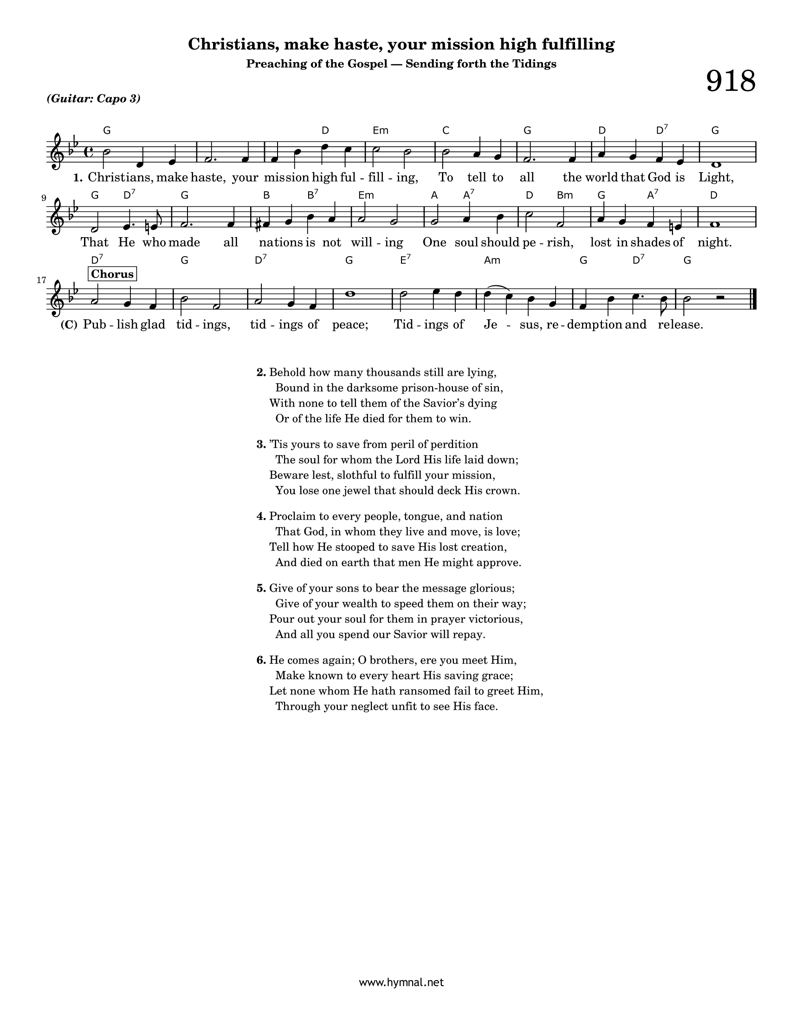 Christians, make haste, your mission high fulfilling
Preaching of the Gospel — Sending forth the Tidings
918
(Guitar: Capo 3)
G D Em C G D D7 G
1. Christians, make haste, your mission high ful - fill - ing, To tell to all the world that God is Light,
9
G D7 G B B7 Em A A7 D Bm G A7 D
That He who made all nations is not will - ing One soul should pe - rish, lost in shades of night.
D7 G D7 G E7 Am G D7 G
Chorus
17
(C) Pub - lish glad tid - ings, tid - ings of peace; Tid - ings of Je - sus, re - demption and release.
2. Behold how many thousands still are lying,
Bound in the darksome prison-house of sin,
With none to tell them of the Savior's dying
Or of the life He died for them to win.
3. 'Tis yours to save from peril of perdition
The soul for whom the Lord His life laid down;
Beware lest, slothful to fulfill your mission,
You lose one jewel that should deck His crown.
4. Proclaim to every people, tongue, and nation
That God, in whom they live and move, is love;
Tell how He stooped to save His lost creation,
And died on earth that men He might approve.
5. Give of your sons to bear the message glorious;
Give of your wealth to speed them on their way;
Pour out your soul for them in prayer victorious,
And all you spend our Savior will repay.
6. He comes again; O brothers, ere you meet Him,
Make known to every heart His saving grace;
Let none whom He hath ransomed fail to greet Him,
Through your neglect unfit to see His face.
www.hymnal.net